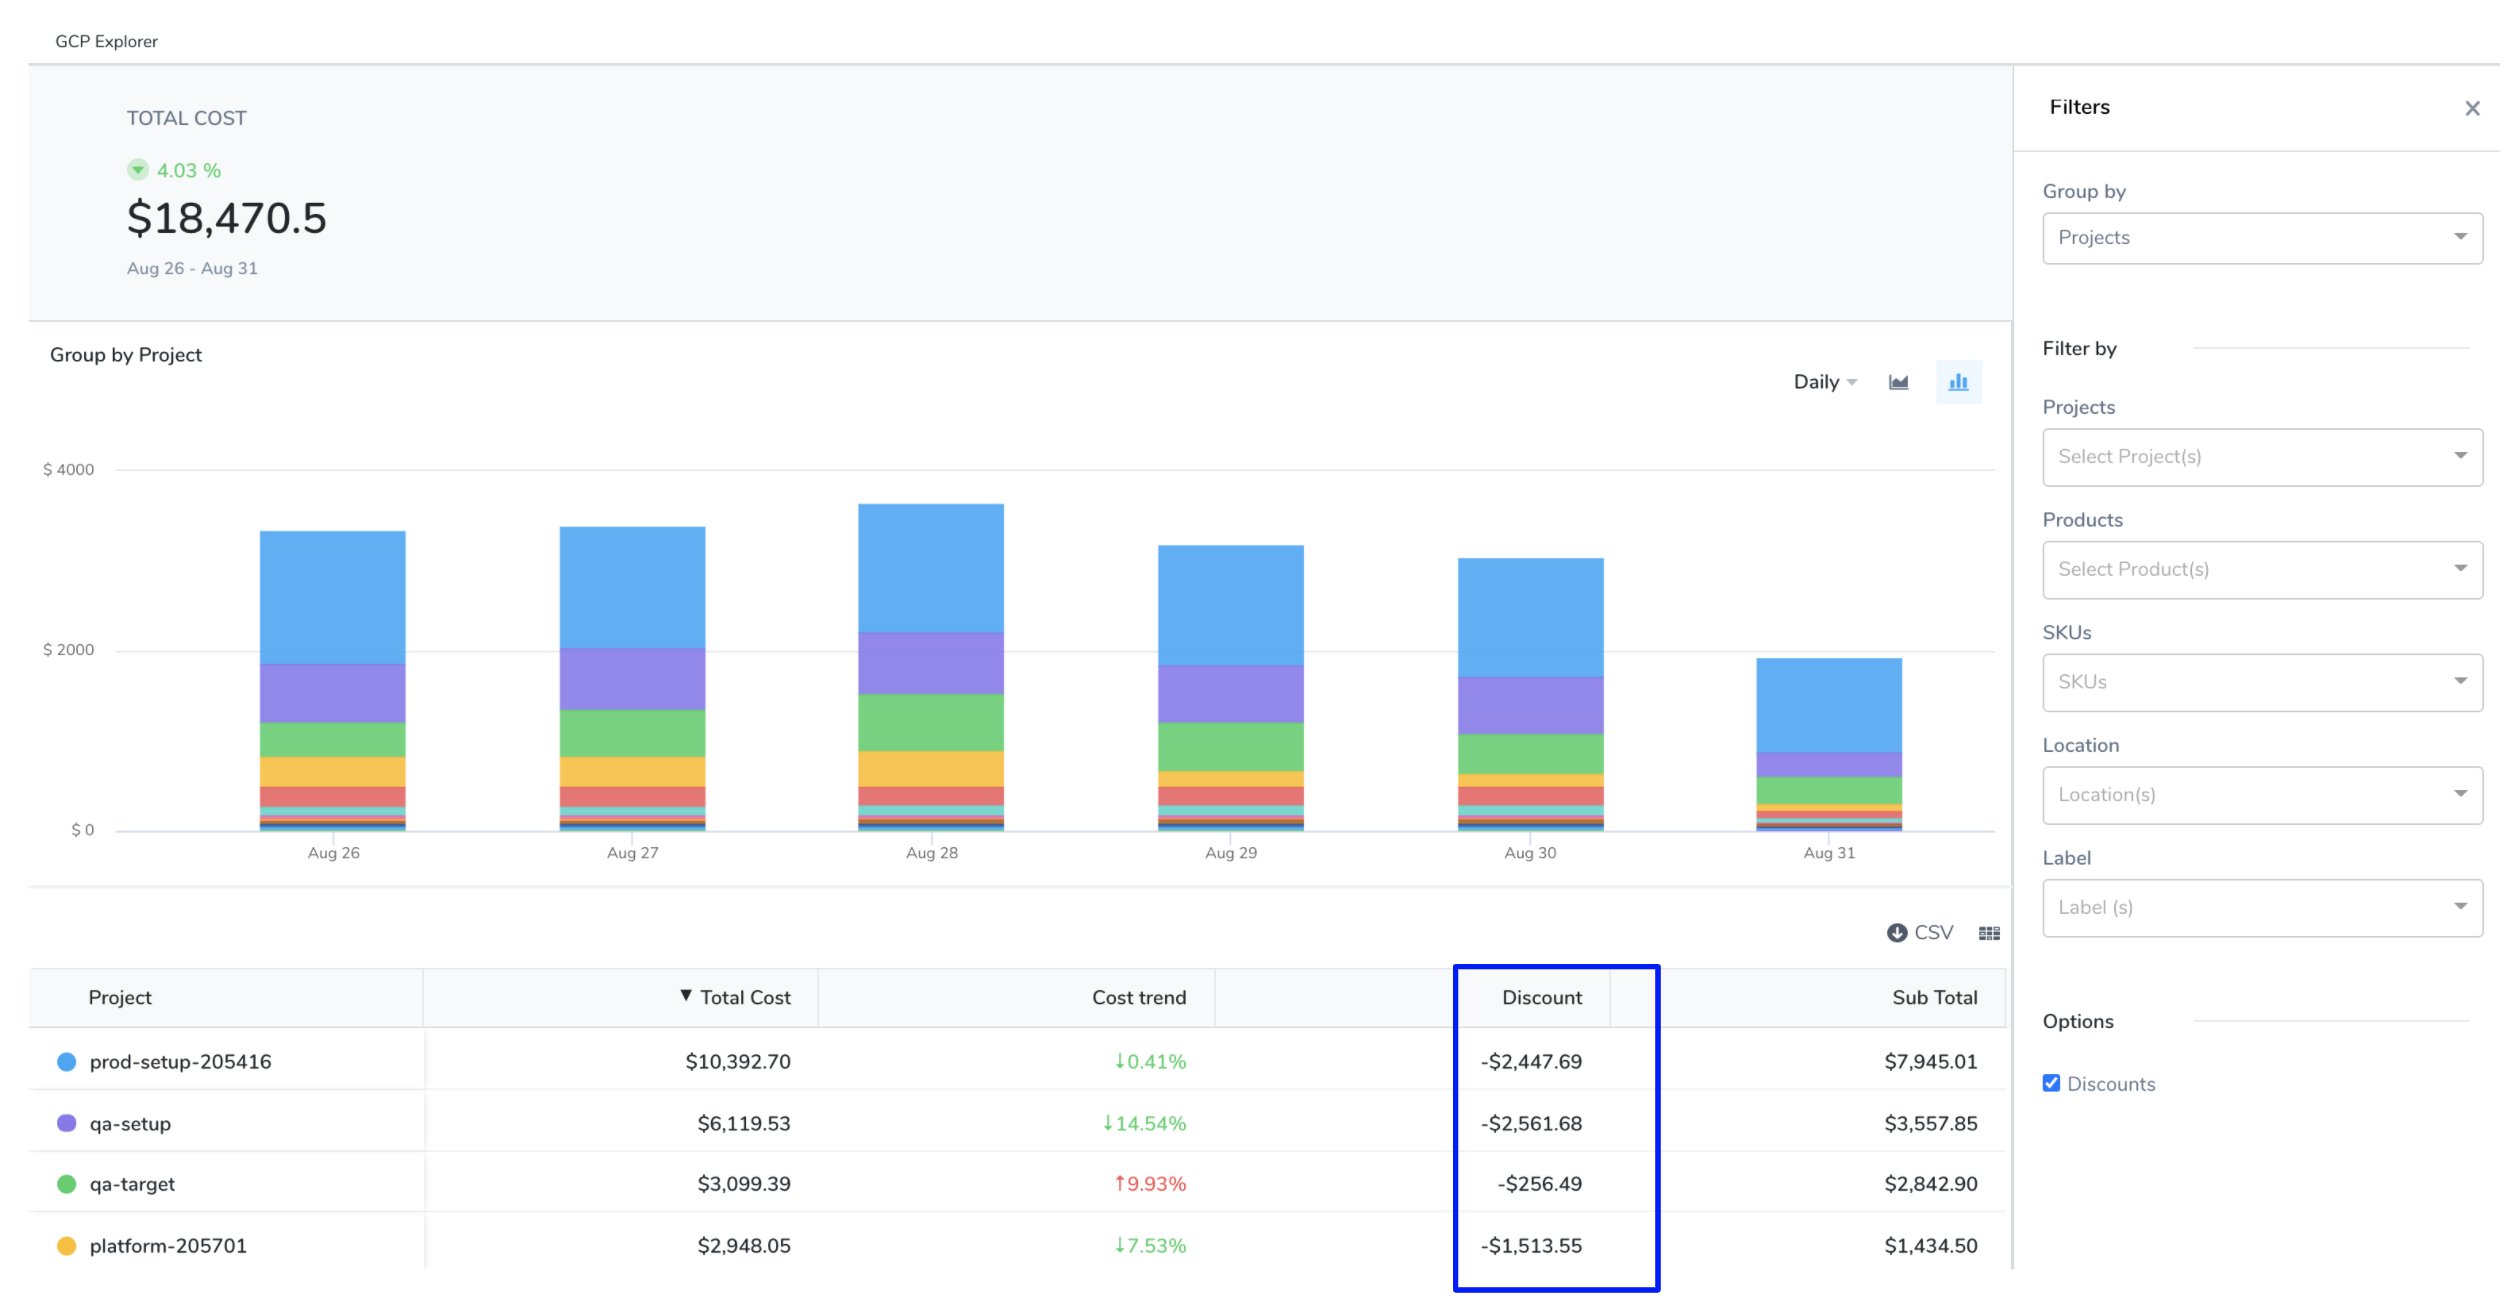 GCP Explorer
TOTAL COST
4.03 %
$18,470.5
Aug 26 - Aug 31
Group by Project
Daily
$ 4000
$ 2000
$ 0
Aug 26 Aug 27 Aug 28 Aug 29 Aug 30 Aug 31
CSV
Project ▼ Total Cost Cost trend Discount Sub Total
prod-setup-205416 $10,392.70 ↓0.41% -$2,447.69 $7,945.01
qa-setup $6,119.53 ↓14.54% -$2,561.68 $3,557.85
qa-target $3,099.39 ↑9.93% -$256.49 $2,842.90
platform-205701 $2,948.05 ↓7.53% -$1,513.55 $1,434.50
Filters
Group by
Projects
Filter by
Projects
Select Project(s)
Products
Select Product(s)
SKUs
SKUs
Location
Location(s)
Label
Label (s)
Options
Discounts